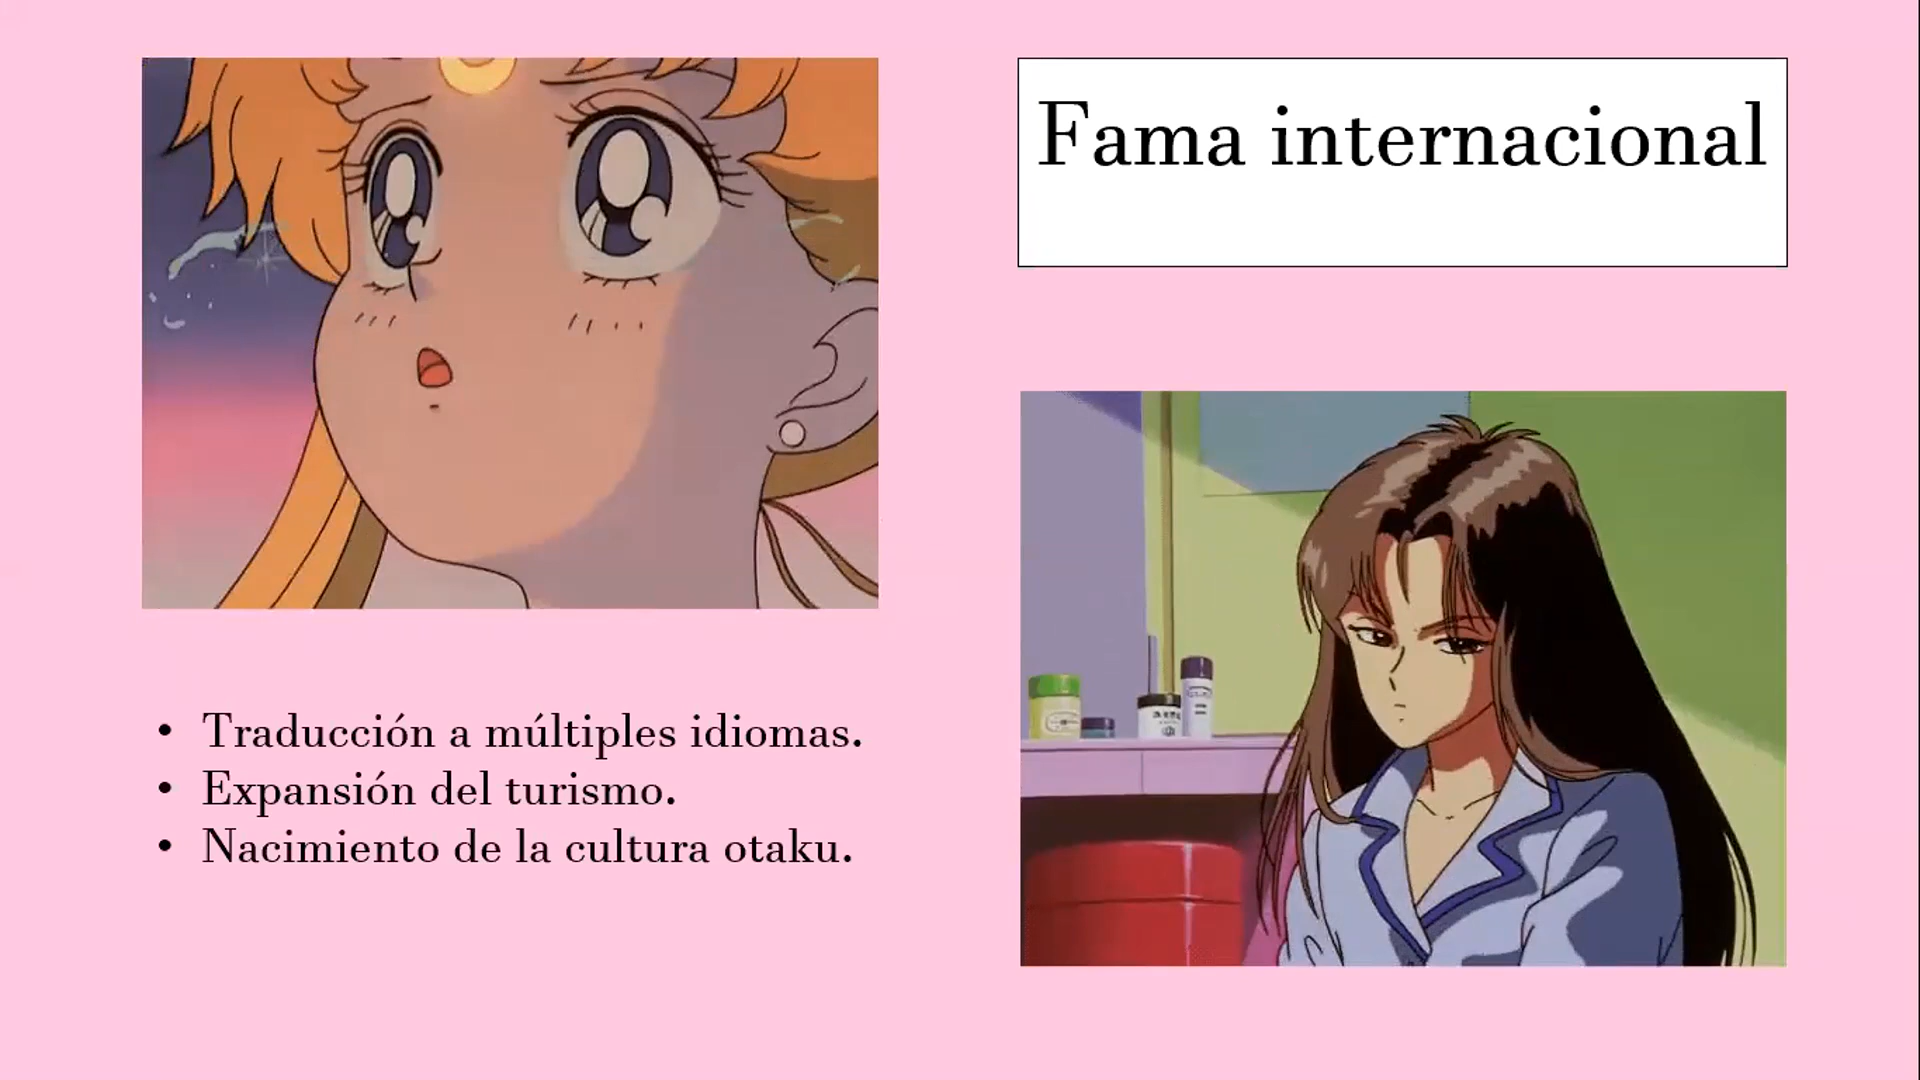 Fama internacional
• Traducción a múltiples idiomas.
• Expansión del turismo.
• Nacimiento de la cultura otaku.